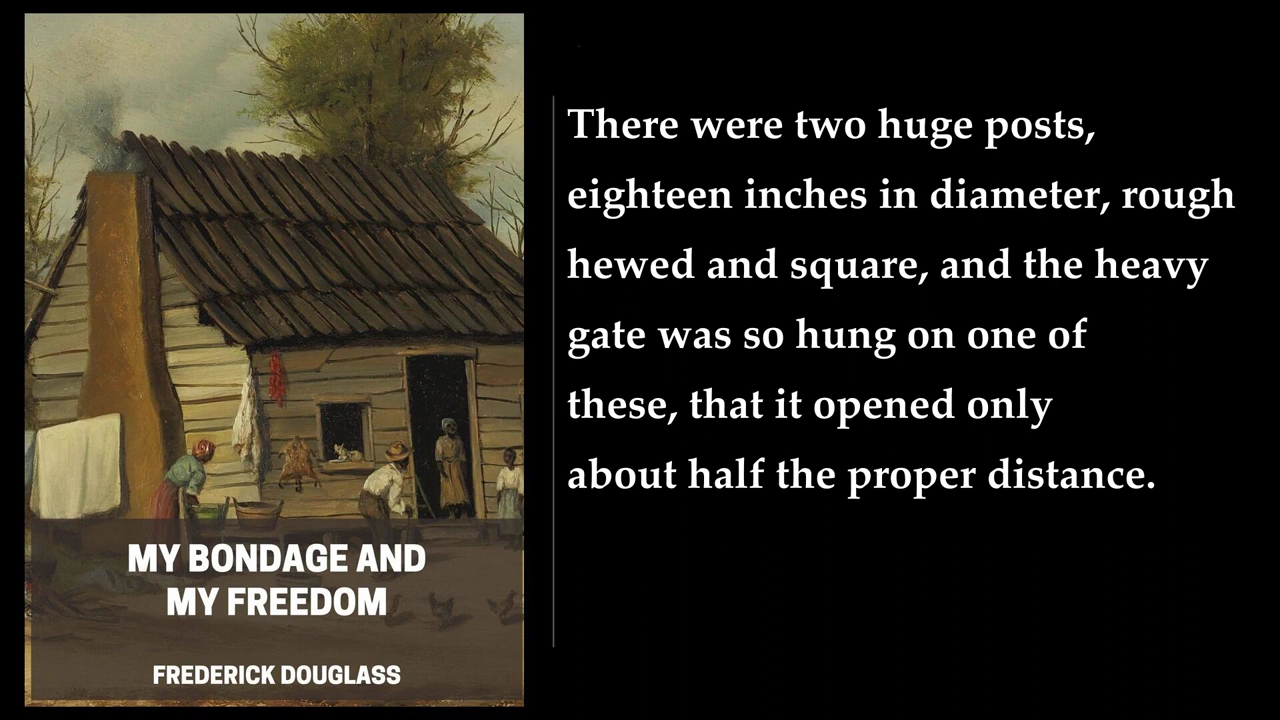 There were two huge posts,
eighteen inches in diameter, rough
hewed and square, and the heavy
gate was so hung on one of
these, that it opened only
about half the proper distance.
MY BONDAGE AND
MY FREEDOM
FREDERICK DOUGLASS